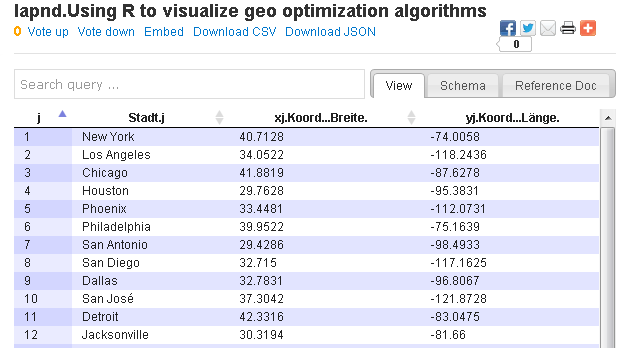 lapnd.Using R to visualize geo optimization algorithms
0 Vote up Vote down Embed Download CSV Download JSON
0
Search query ...
View Schema Reference Doc
j Stadt.j xj.Koord...Breite. yj.Koord...Länge.
1 New York 40.7128 -74.0058
2 Los Angeles 34.0522 -118.2436
3 Chicago 41.8819 -87.6278
4 Houston 29.7628 -95.3831
5 Phoenix 33.4481 -112.0731
6 Philadelphia 39.9522 -75.1639
7 San Antonio 29.4286 -98.4933
8 San Diego 32.715 -117.1625
9 Dallas 32.7831 -96.8067
10 San José 37.3042 -121.8728
11 Detroit 42.3316 -83.0475
12 Jacksonville 30.3194 -81.66